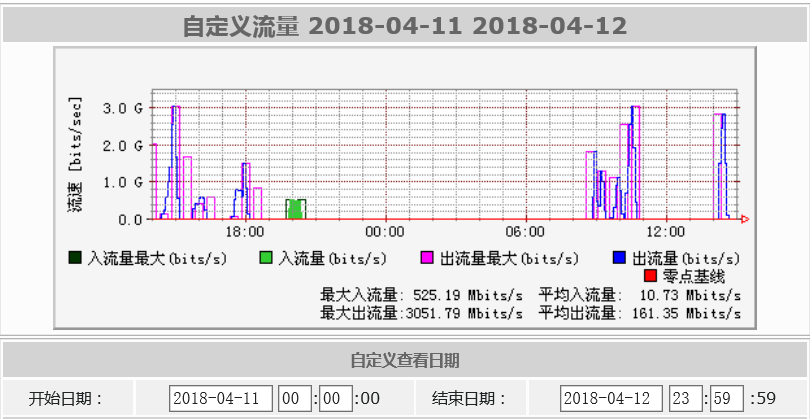 自定义流量 2018-04-11 2018-04-12
流速 [bits/sec]
3.0 G
2.0 G
1.0 G
0.0
18:00 00:00 06:00 12:00
入流量最大(bits/s) 入流量(bits/s) 出流量最大(bits/s) 出流量(bits/s)
零点基线
最大入流量: 525.19 Mbits/s 平均入流量: 10.73 Mbits/s
最大出流量:3051.79 Mbits/s 平均出流量: 161.35 Mbits/s
自定义查看日期
开始日期： 2018-04-11 00:00:00 结束日期： 2018-04-12 23:59:59